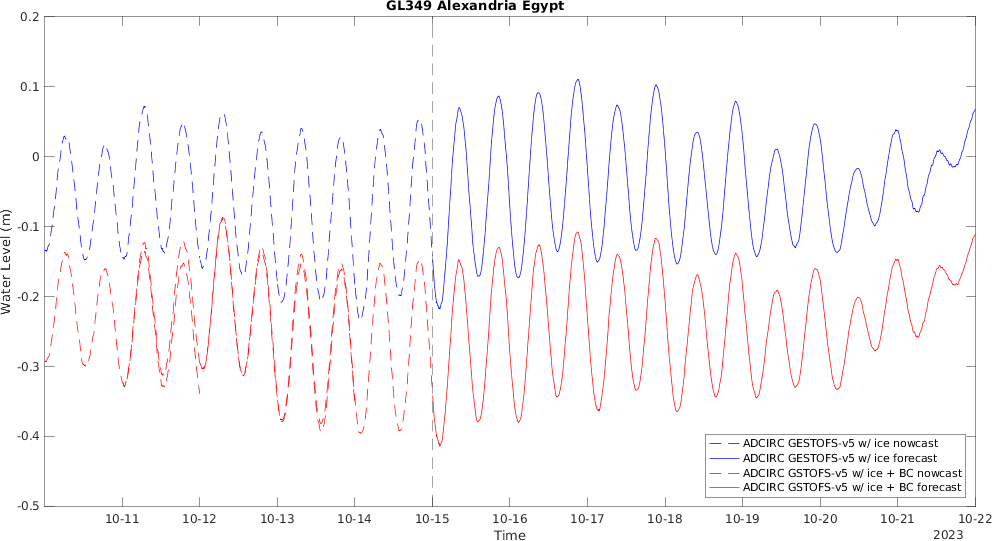 GL349 Alexandria Egypt
0.2
0.1
0
-0.1
-0.2
-0.3
-0.4
-0.5
Water Level (m)
10-11 10-12 10-13 10-14 10-15 10-16 10-17 10-18 10-19 10-20 10-21 10-22
Time
2023
ADCIRC GESTOFS-v5 w/ ice nowcast
ADCIRC GESTOFS-v5 w/ ice forecast
ADCIRC GSTOFS-v5 w/ ice + BC nowcast
ADCIRC GSTOFS-v5 w/ ice + BC forecast